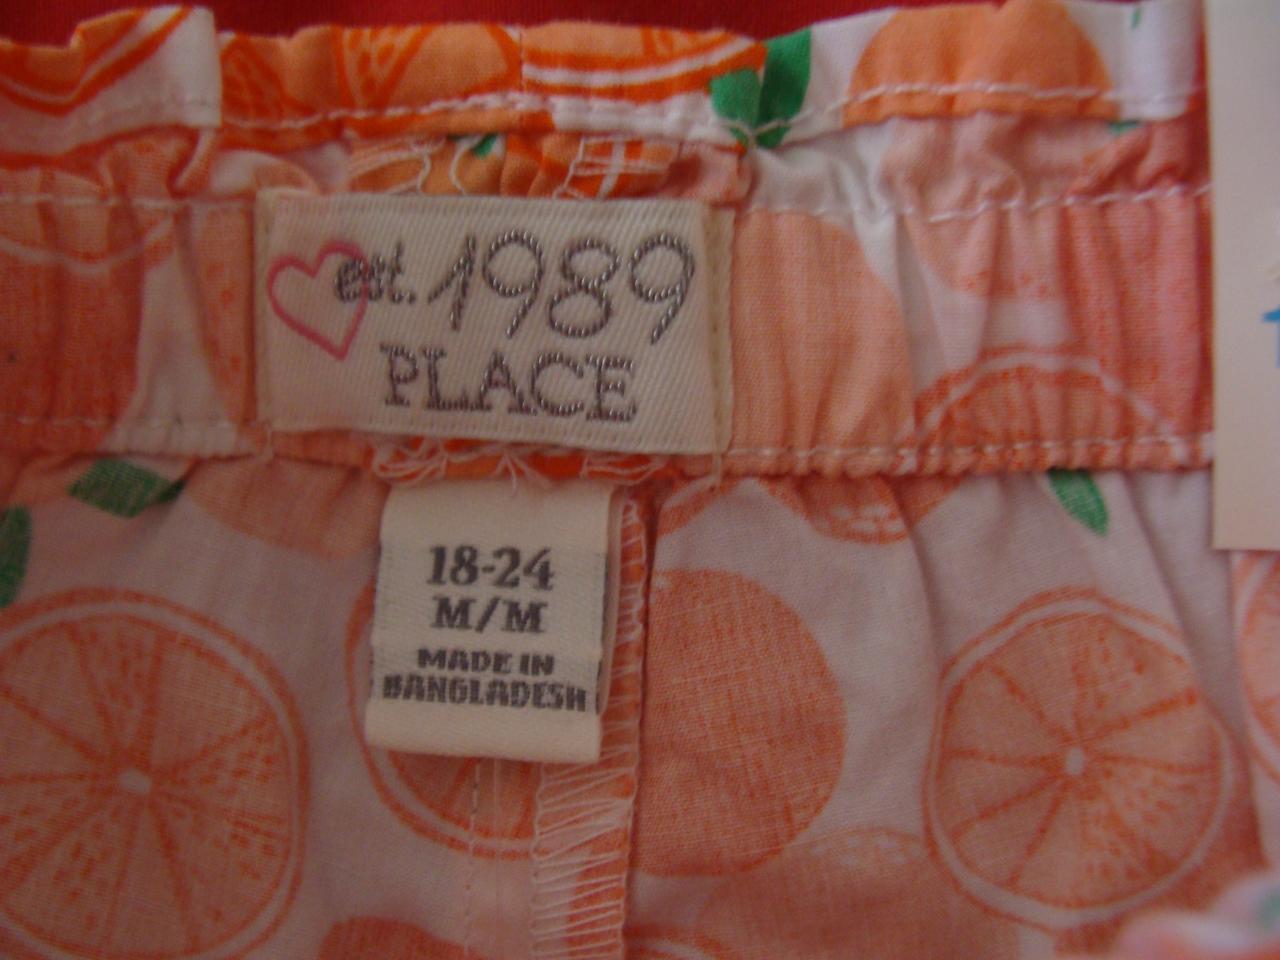 est. 1989
PLACE
18-24
M/M
MADE IN
BANGLADESH